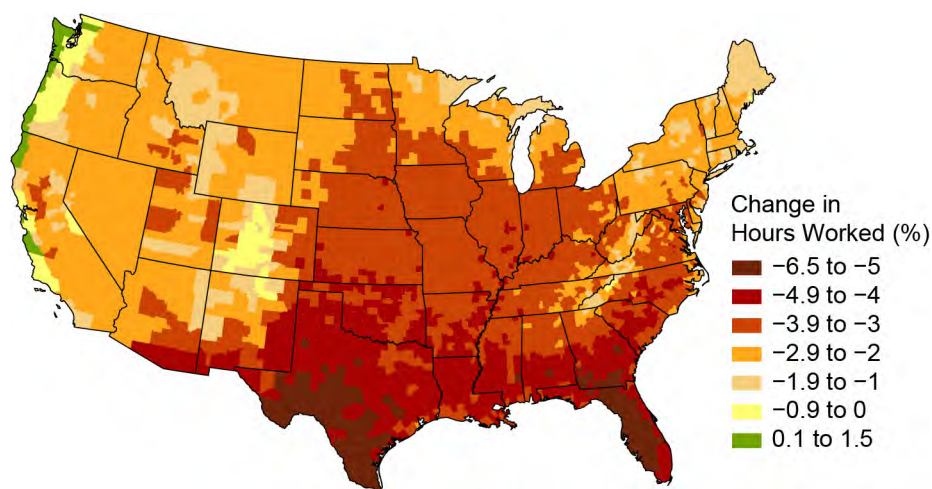 Change in
Hours Worked (%)
−6.5 to −5
−4.9 to −4
−3.9 to −3
−2.9 to −2
−1.9 to −1
−0.9 to 0
0.1 to 1.5